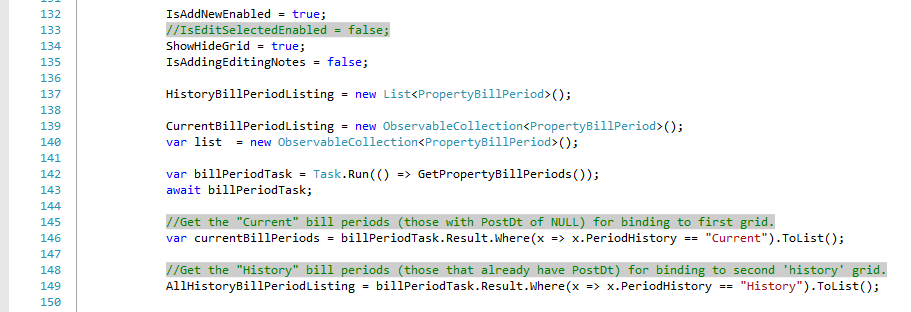 132 IsAddNewEnabled = true;
133 //IsEditSelectedEnabled = false;
134 ShowHideGrid = true;
135 IsAddingEditingNotes = false;
136
137 HistoryBillPeriodListing = new List<PropertyBillPeriod>();
138
139 CurrentBillPeriodListing = new ObservableCollection<PropertyBillPeriod>();
140 var list  = new ObservableCollection<PropertyBillPeriod>();
141
142 var billPeriodTask = Task.Run(() => GetPropertyBillPeriods());
143 await billPeriodTask;
144
145 //Get the "Current" bill periods (those with PostDt of NULL) for binding to first grid.
146 var currentBillPeriods = billPeriodTask.Result.Where(x => x.PeriodHistory == "Current").ToList();
147
148 //Get the "History" bill periods (those that already have PostDt) for binding to second 'history' grid.
149 AllHistoryBillPeriodListing = billPeriodTask.Result.Where(x => x.PeriodHistory == "History").ToList();
150